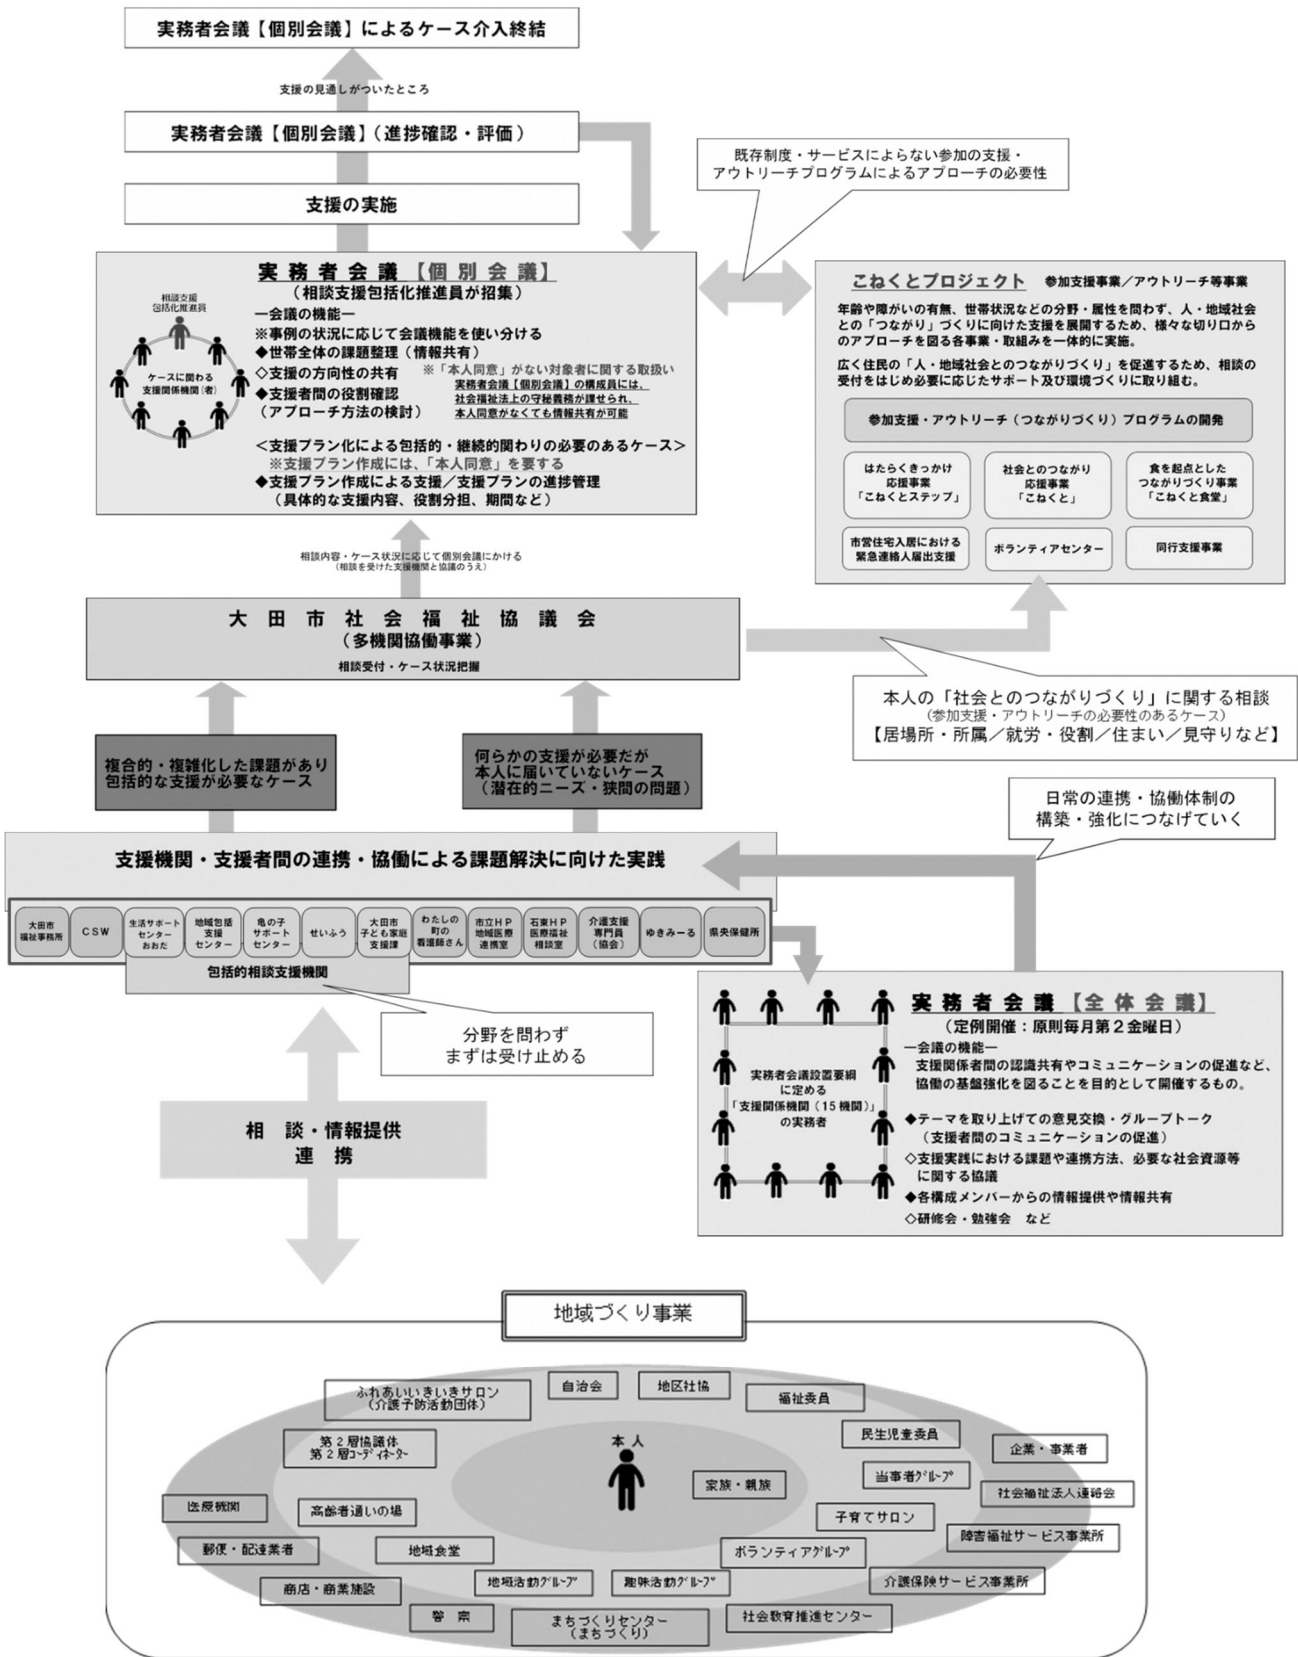 実務者会議【個別会議】によるケース介入終結
支援の見通しがついたところ
実務者会議【個別会議】(進捗確認・評価)
支援の実施
既存制度・サービスによらない参加の支援・
アウトリーチプログラムによるアプローチの必要性
実務者会議【個別会議】
(相談支援包括化推進員が招集)
相談支援
包括化推進員
ケースに関わる
支援関係機関(者)
―会議の機能―
※事例の状況に応じて会議機能を使い分ける
◆世帯全体の課題整理(情報共有)
◇支援の方向性の共有
◆支援者間の役割確認
(アプローチ方法の検討)
※「本人同意」がない対象者に関する取扱い
実務者会議【個別会議】の構成員には、
社会福祉法上の守秘義務が課せられ、
本人同意がなくても情報共有が可能
<支援プラン化による包括的・継続的関わりの必要のあるケース>
※支援プラン作成には、「本人同意」を要する
◆支援プラン作成による支援/支援プランの進捗管理
(具体的な支援内容、役割分担、期間など)
こねくとプロジェクト 参加支援事業/アウトリーチ等事業
年齢や障がいの有無、世帯状況などの分野・属性を問わず、人・地域社会
との「つながり」づくりに向けた支援を展開するため、様々な切り口から
のアプローチを図る各事業・取組みを一体的に実施。
広く住民の「人・地域社会とのつながりづくり」を促進するため、相談の
受付をはじめ必要に応じたサポート及び環境づくりに取り組む。
参加支援・アウトリーチ(つながりづくり)プログラムの開発
はたらくきっかけ
応援事業
「こねくとステップ」
社会とのつながり
応援事業
「こねくと」
食を起点とした
つながりづくり事業
「こねくと食堂」
市営住宅入居における
緊急連絡人届出支援
ボランティアセンター
同行支援事業
相談内容・ケース状況に応じて個別会議にかける
(相談を受けた支援機関と協議のうえ)
大田市社会福祉協議会
(多機関協働事業)
相談受付・ケース状況把握
本人の「社会とのつながりづくり」に関する相談
(参加支援・アウトリーチの必要性のあるケース)
【居場所・所属/就労・役割/住まい/見守りなど】
複合的・複雑化した課題があり
包括的な支援が必要なケース
何らかの支援が必要だが
本人に届いていないケース
(潜在的ニーズ・狭間の問題)
日常の連携・協働体制の
構築・強化につなげていく
支援機関・支援者間の連携・協働による課題解決に向けた実践
大田市
福祉事務所
CSW
生活サポート
センター
おおだ
地域包括
支援
センター
亀の子
サポート
センター
せいふう
大田市
子ども家庭
支援課
わたしの
町の
看護師さん
市立HP
地域医療
連携室
石東HP
医療福祉
相談室
介護支援
専門員
(協会)
ゆきみーる
県央保健所
包括的相談支援機関
分野を問わず
まずは受け止める
相談・情報提供
連携
実務者会議【全体会議】
(定例開催:原則毎月第2金曜日)
実務者会議設置要綱
に定める
「支援関係機関(15機関)」
の実務者
―会議の機能―
支援関係者間の認識共有やコミュニケーションの促進など、
協働の基盤強化を図ることを目的として開催するもの。
◆テーマを取り上げての意見交換・グループトーク
(支援者間のコミュニケーションの促進)
◇支援実践における課題や連携方法、必要な社会資源等
に関する協議
◆各構成メンバーからの情報提供や情報共有
◇研修会・勉強会 など
地域づくり事業
ふれあいいきいきサロン
(介護予防活動団体)
自治会
地区社協
福祉委員
第2層協議体
第2層コーディネーター
本人
民生児童委員
企業・事業者
家族・親族
当事者グループ
社会福祉法人連絡会
医療機関
高齢者通いの場
子育てサロン
障害福祉サービス事業所
郵便・配達業者
地域食堂
ボランティアグループ
商店・商業施設
地域活動グループ
趣味活動グループ
介護保険サービス事業所
警察
まちづくりセンター
(まちづくり)
社会教育推進センター